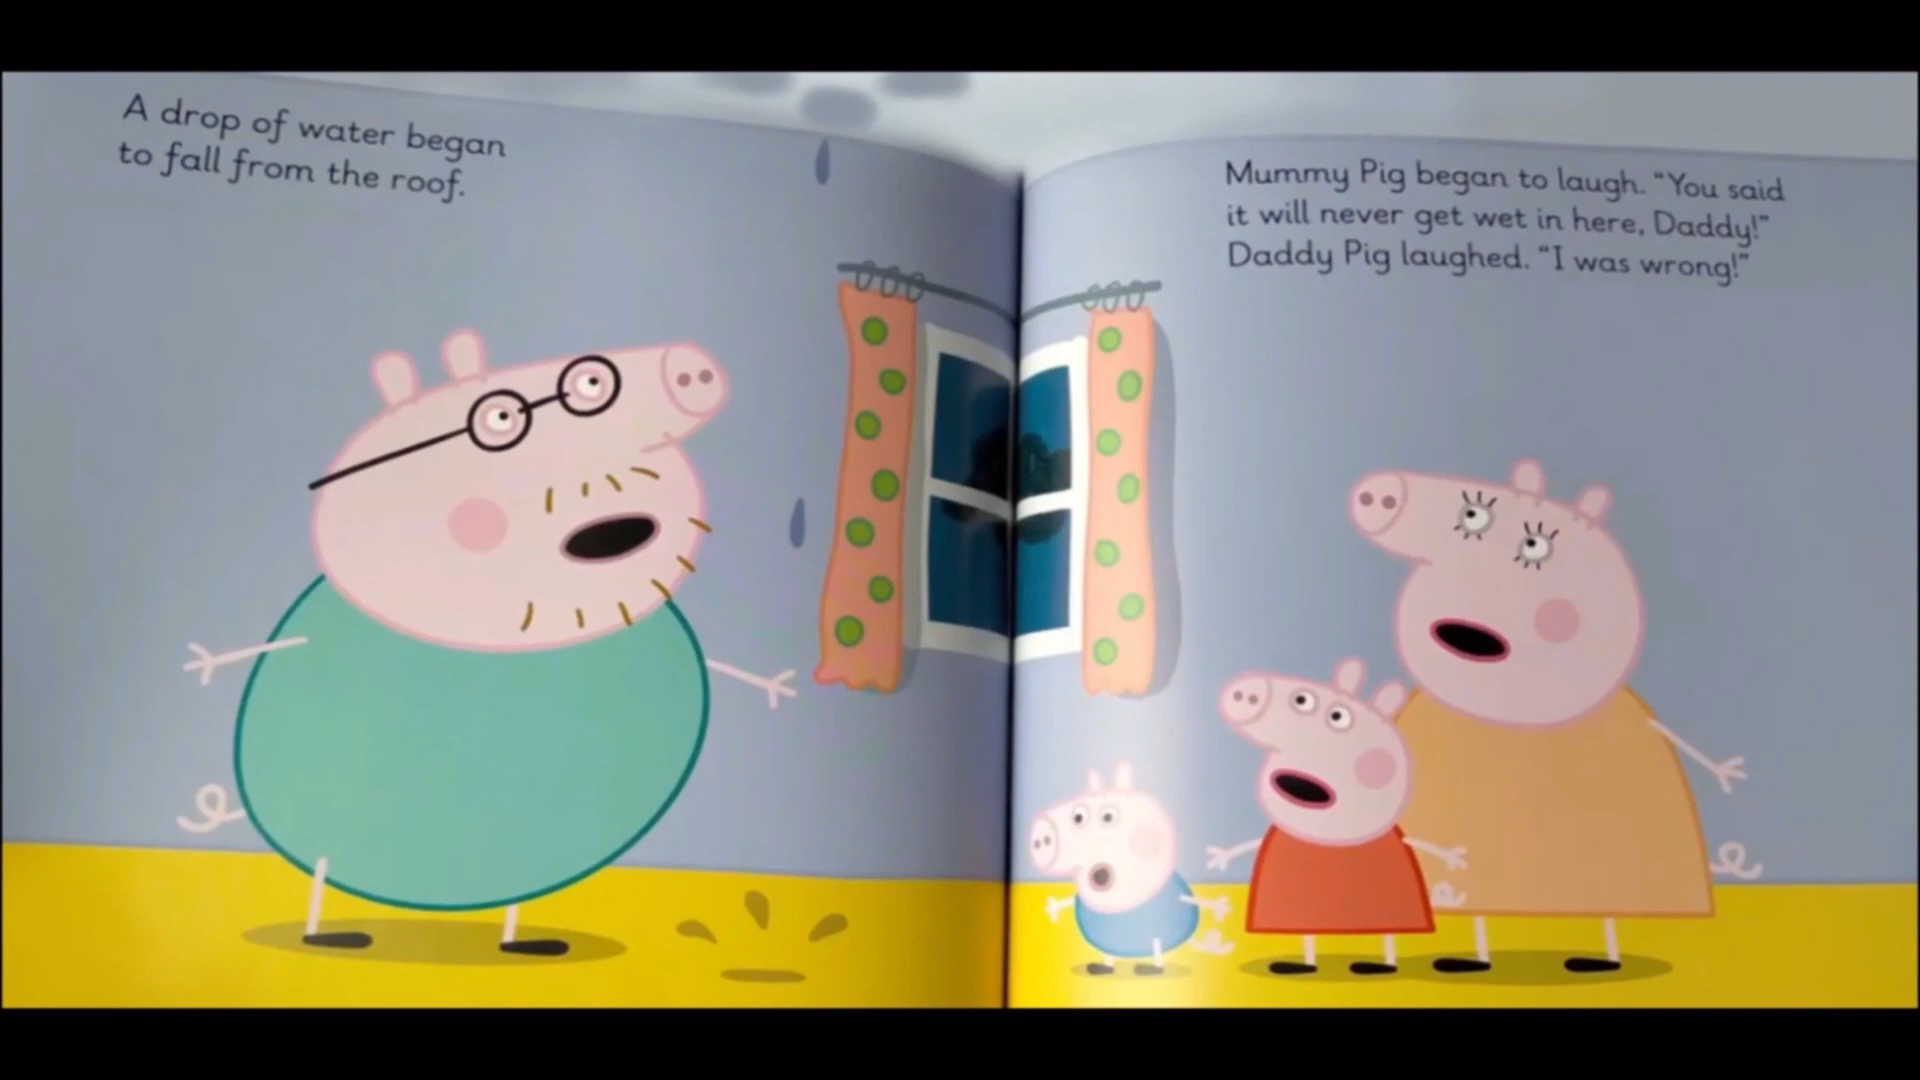 A drop of water began
to fall from the roof.
Mummy Pig began to laugh. “You said
it will never get wet in here, Daddy!”
Daddy Pig laughed. “I was wrong!”